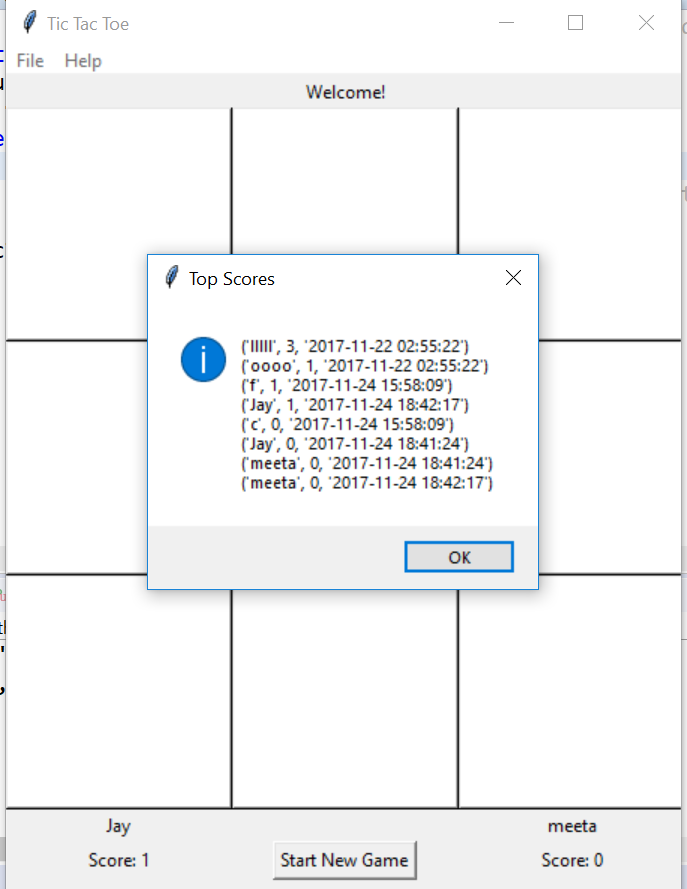 Tic Tac Toe
File Help
Welcome!
Top Scores
('lllll', 3, '2017-11-22 02:55:22')
('oooo', 1, '2017-11-22 02:55:22')
('f', 1, '2017-11-24 15:58:09')
('Jay', 1, '2017-11-24 18:42:17')
('c', 0, '2017-11-24 15:58:09')
('Jay', 0, '2017-11-24 18:41:24')
('meeta', 0, '2017-11-24 18:41:24')
('meeta', 0, '2017-11-24 18:42:17')
OK
Jay
meeta
Score: 1
Start New Game
Score: 0